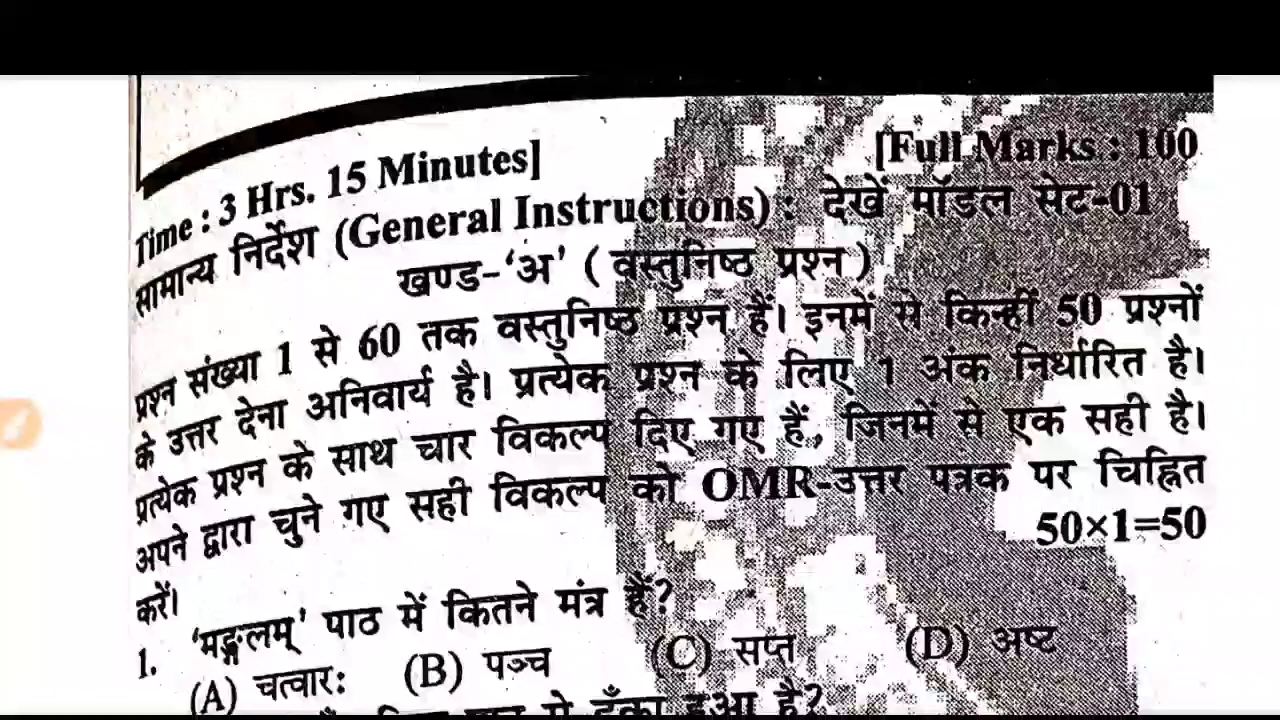 Time : 3 Hrs. 15 Minutes] [Full Marks : 100
सामान्य निर्देश (General Instructions) : देखें मॉडल सेट-01
खण्ड-‘अ’ ( वस्तुनिष्ठ प्रश्न )
प्रश्न संख्या 1 से 60 तक वस्तुनिष्ठ प्रश्न हैं। इनमें से किन्हीं 50 प्रश्नों
के उत्तर देना अनिवार्य है। प्रत्येक प्रश्न के लिए 1 अंक निर्धारित है।
प्रत्येक प्रश्न के साथ चार विकल्प दिए गए हैं, जिनमें से एक सही है।
अपने द्वारा चुने गए सही विकल्प को OMR-उत्तर पत्रक पर चिह्नित
करें। 50×1=50
1. ‘मङ्गलम्’ पाठ में कितने मंत्र हैं?
(A) चत्वारः (B) पञ्च (C) सप्त (D) अष्ट
ढँका हुआ है?